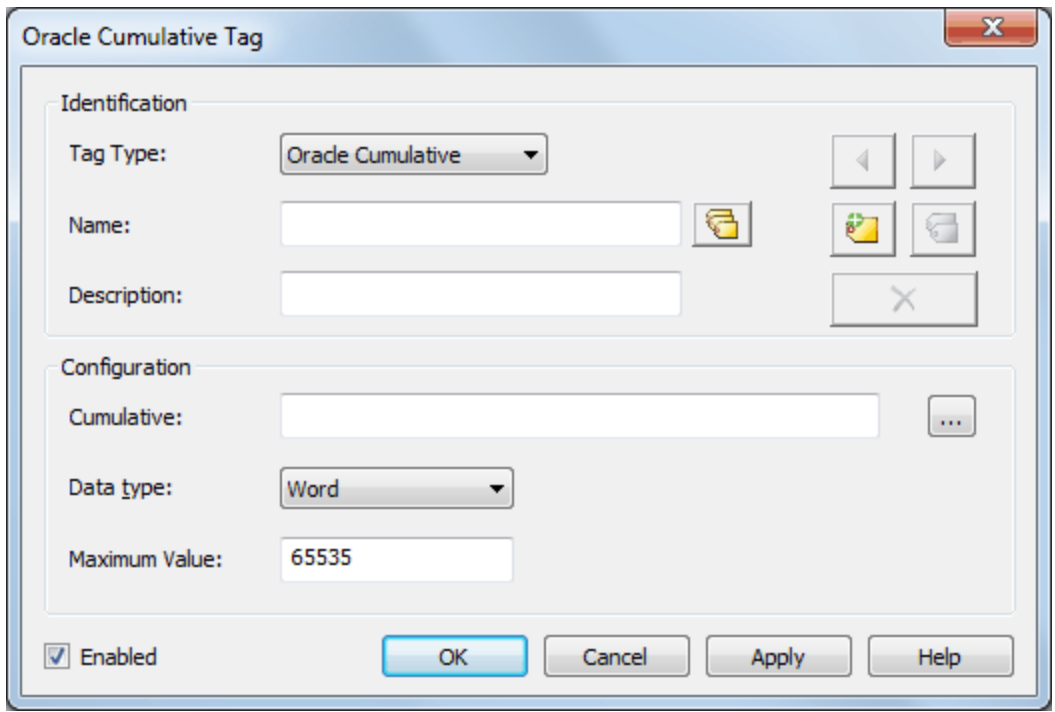 Oracle Cumulative Tag
Identification
Tag Type: Oracle Cumulative
Name:
Description:
Configuration
Cumulative: ...
Data type: Word
Maximum Value: 65535
Enabled OK Cancel Apply Help